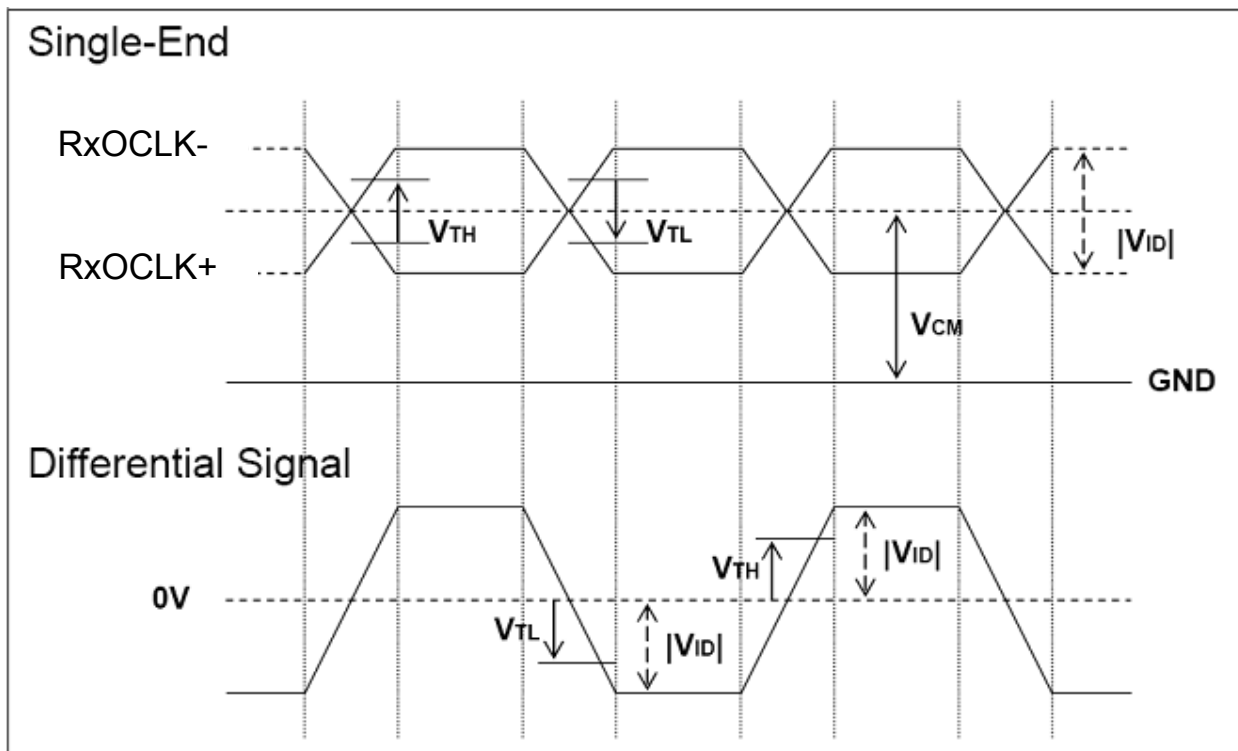 Single-End
RxOCLK-
VTH
VTL
RxOCLK+
|VID|
VCM
GND
Differential Signal
VTH
|VID|
0V
VTL
|VID|